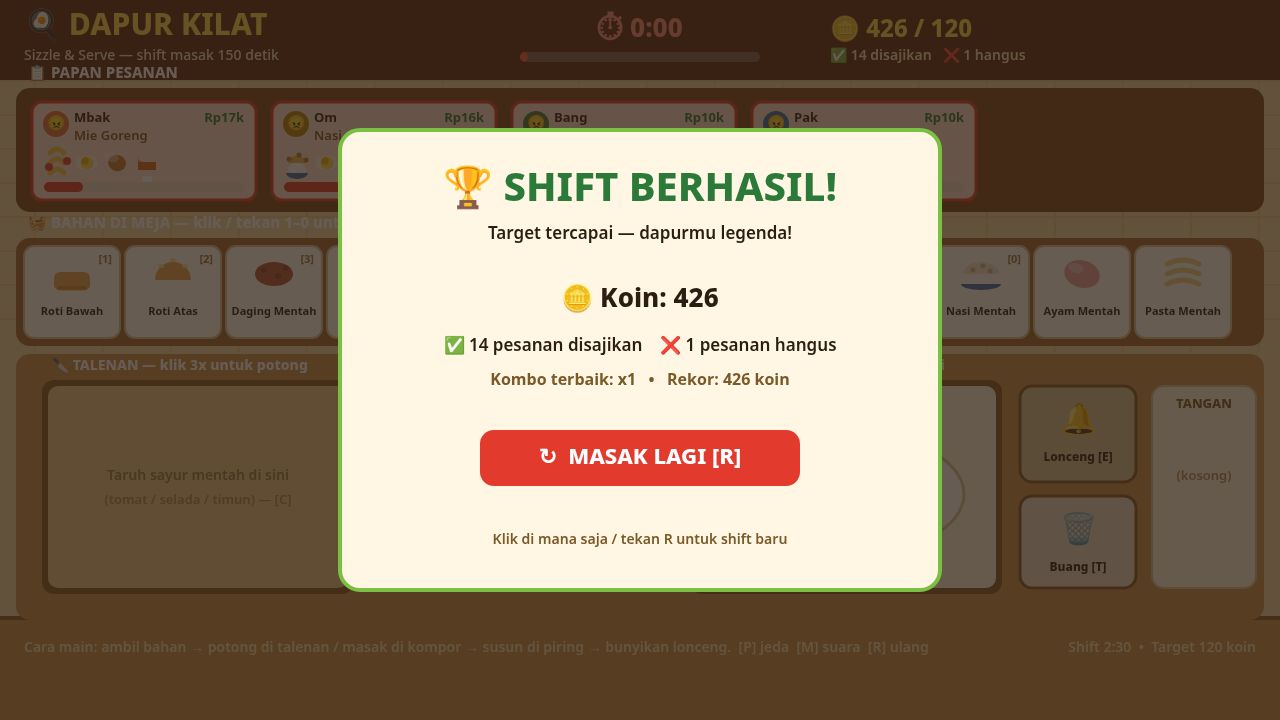 DAPUR KILAT
Sizzle & Serve — shift masak 150 detik
0:00
426 / 120
14 disajikan 1 hangus
PAPAN PESANAN
Mbak Rp17k
Mie Goreng
Om Rp16k
Nasi
Bang Rp10k
Pak Rp10k
BAHAN DI MEJA — klik / tekan 1–0
[1]
Roti Bawah
[2]
Roti Atas
[3]
Daging Mentah
[0]
Nasi Mentah
Ayam Mentah
Pasta Mentah
TALENAN — klik 3x untuk potong
Taruh sayur mentah di sini
(tomat / selada / timun) — [C]
🏆 SHIFT BERHASIL!
Target tercapai — dapurmu legenda!
Koin: 426
✅ 14 pesanan disajikan ❌ 1 pesanan hangus
Kombo terbaik: x1 • Rekor: 426 koin
↻ MASAK LAGI [R]
Klik di mana saja / tekan R untuk shift baru
Lonceng [E]
Buang [T]
TANGAN
(kosong)
Cara main: ambil bahan → potong di talenan / masak di kompor → susun di piring → bunyikan lonceng. [P] jeda [M] suara [R] ulang
Shift 2:30 • Target 120 koin